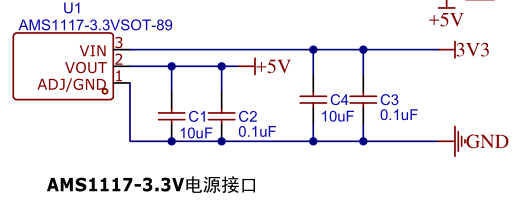 U1
AMS1117-3.3VSOT-89
+5V
VIN 3
3V3
VOUT 2
+5V
ADJ/GND 1
C1
10uF
C2
0.1uF
C4
10uF
C3
0.1uF
GND
AMS1117-3.3V电源接口